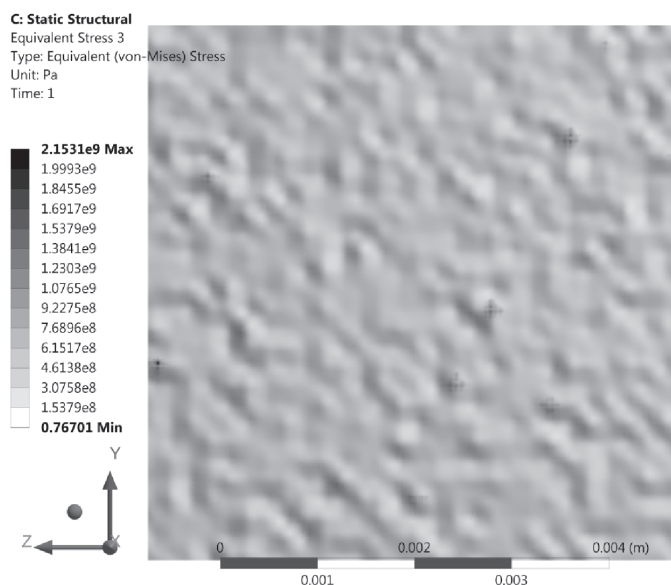 C: Static Structural
Equivalent Stress 3
Type: Equivalent (von-Mises) Stress
Unit: Pa
Time: 1
2.1531e9 Max
1.9993e9
1.8455e9
1.6917e9
1.5379e9
1.3841e9
1.2303e9
1.0765e9
9.2275e8
7.6896e8
6.1517e8
4.6138e8
3.0758e8
1.5379e8
0.76701 Min
Y
Z X
0 0.002 0.004 (m)
0.001 0.003